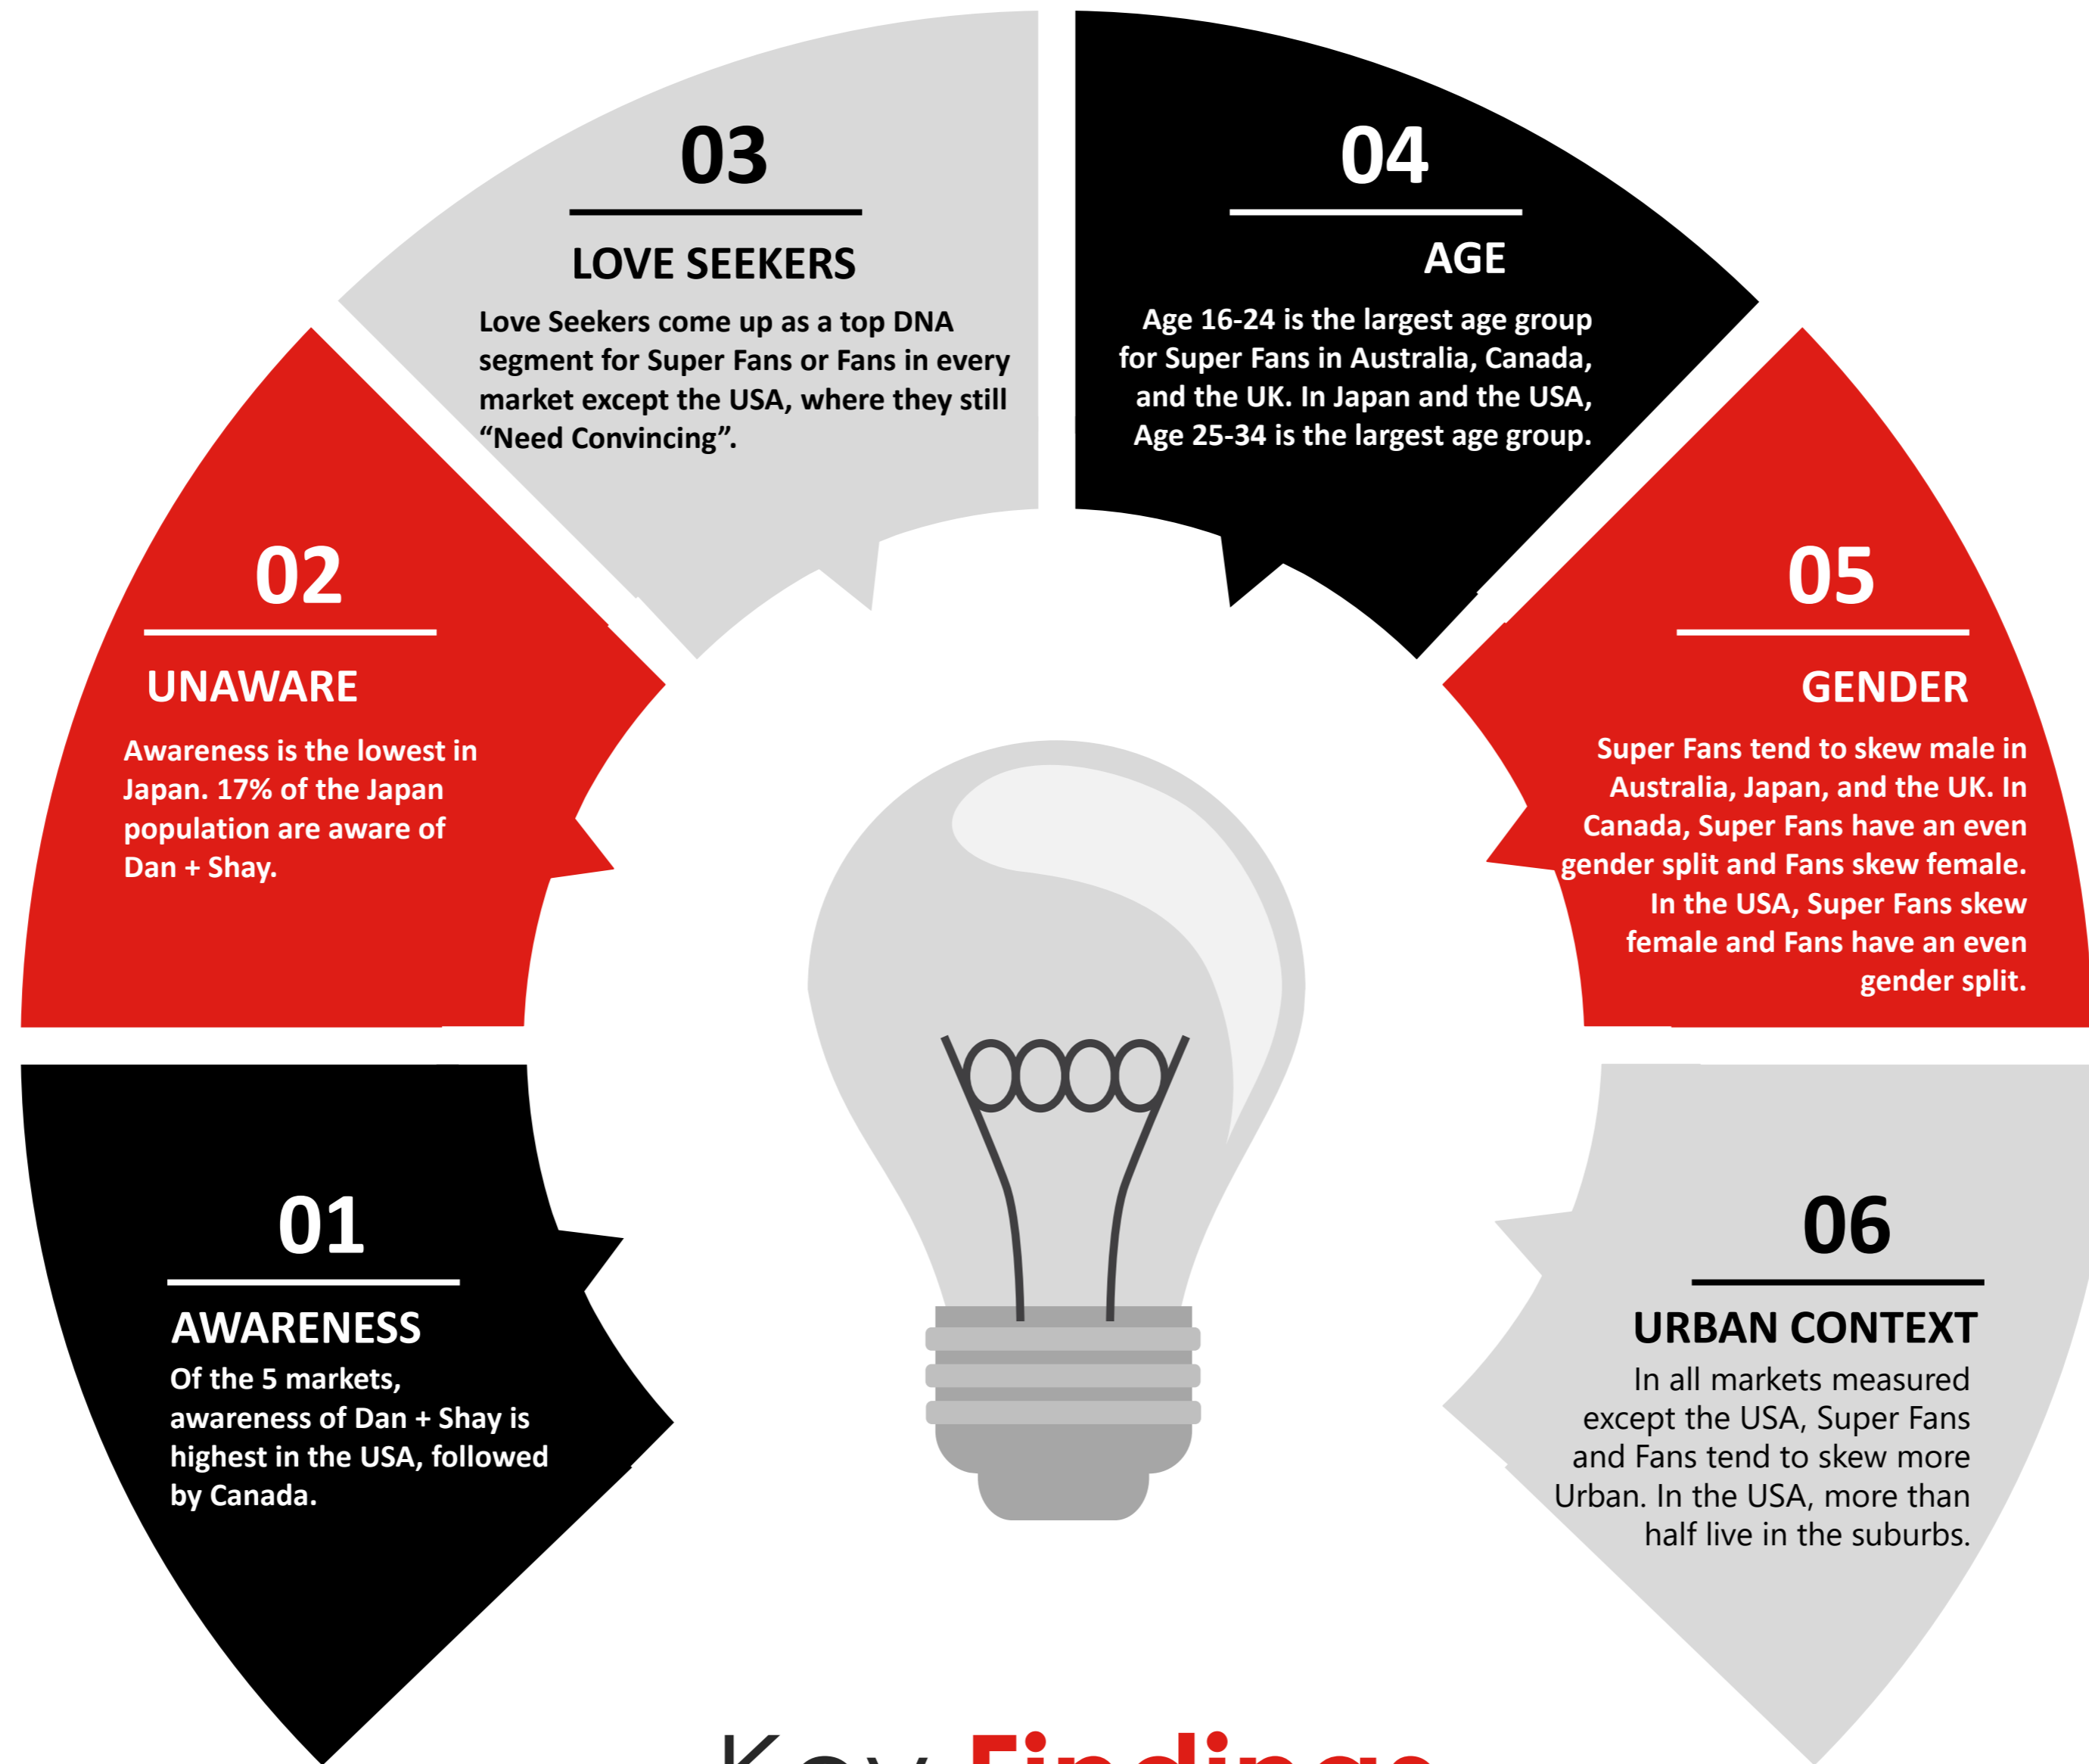 01
AWARENESS
Of the 5 markets,
awareness of Dan + Shay is
highest in the USA, followed
by Canada.
02
UNAWARE
Awareness is the lowest in
Japan. 17% of the Japan
population are aware of
Dan + Shay.
03
LOVE SEEKERS
Love Seekers come up as a top DNA
segment for Super Fans or Fans in every
market except the USA, where they still
“Need Convincing”.
04
AGE
Age 16-24 is the largest age group
for Super Fans in Australia, Canada,
and the UK. In Japan and the USA,
Age 25-34 is the largest age group.
05
GENDER
Super Fans tend to skew male in
Australia, Japan, and the UK. In
Canada, Super Fans have an even
gender split and Fans skew female.
In the USA, Super Fans skew
female and Fans have an even
gender split.
06
URBAN CONTEXT
In all markets measured
except the USA, Super Fans
and Fans tend to skew more
Urban. In the USA, more than
half live in the suburbs.
Key Findings